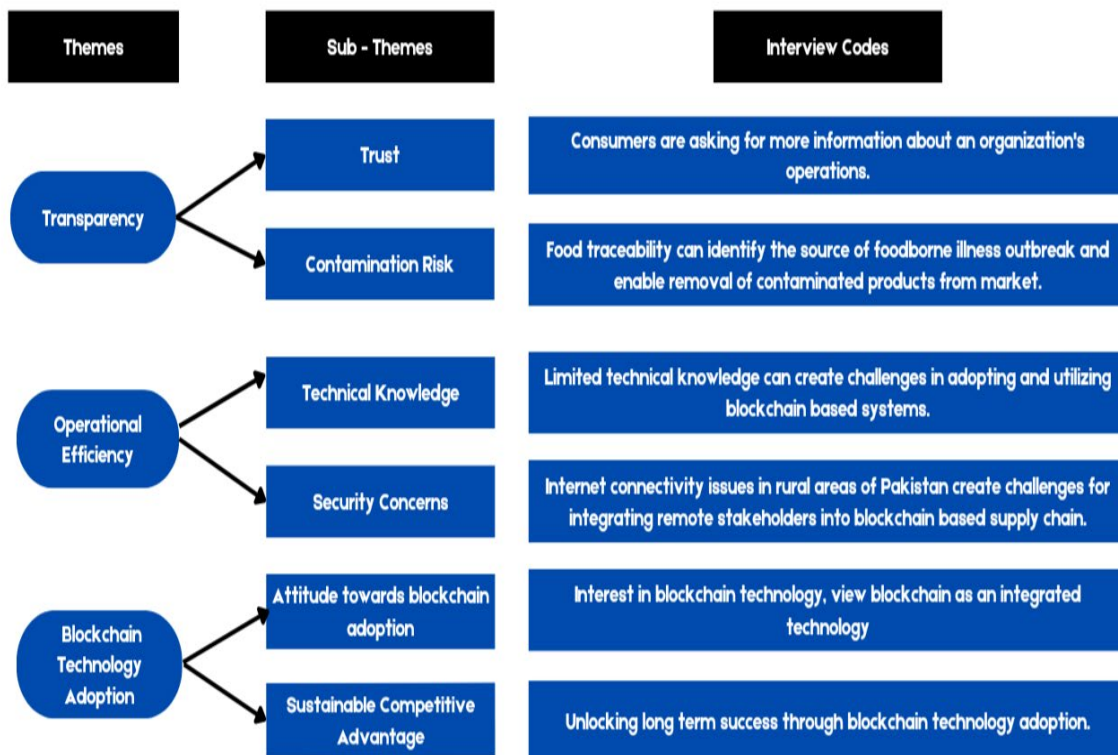 Themes
Sub - Themes
Interview Codes
Transparency
Trust
Consumers are asking for more information about an organization's
operations.
Contamination Risk
Food traceability can identify the source of foodborne illness outbreak and
enable removal of contaminated products from market.
Operational
Efficiency
Technical Knowledge
Limited technical knowledge can create challenges in adopting and utilizing
blockchain based systems.
Security Concerns
Internet connectivity issues in rural areas of Pakistan create challenges for
integrating remote stakeholders into blockchain based supply chain.
Blockchain
Technology
Adoption
Attitude towards blockchain
adoption
Interest in blockchain technology, view blockchain as an integrated
technology
Sustainable Competitive
Advantage
Unlocking long term success through blockchain technology adoption.